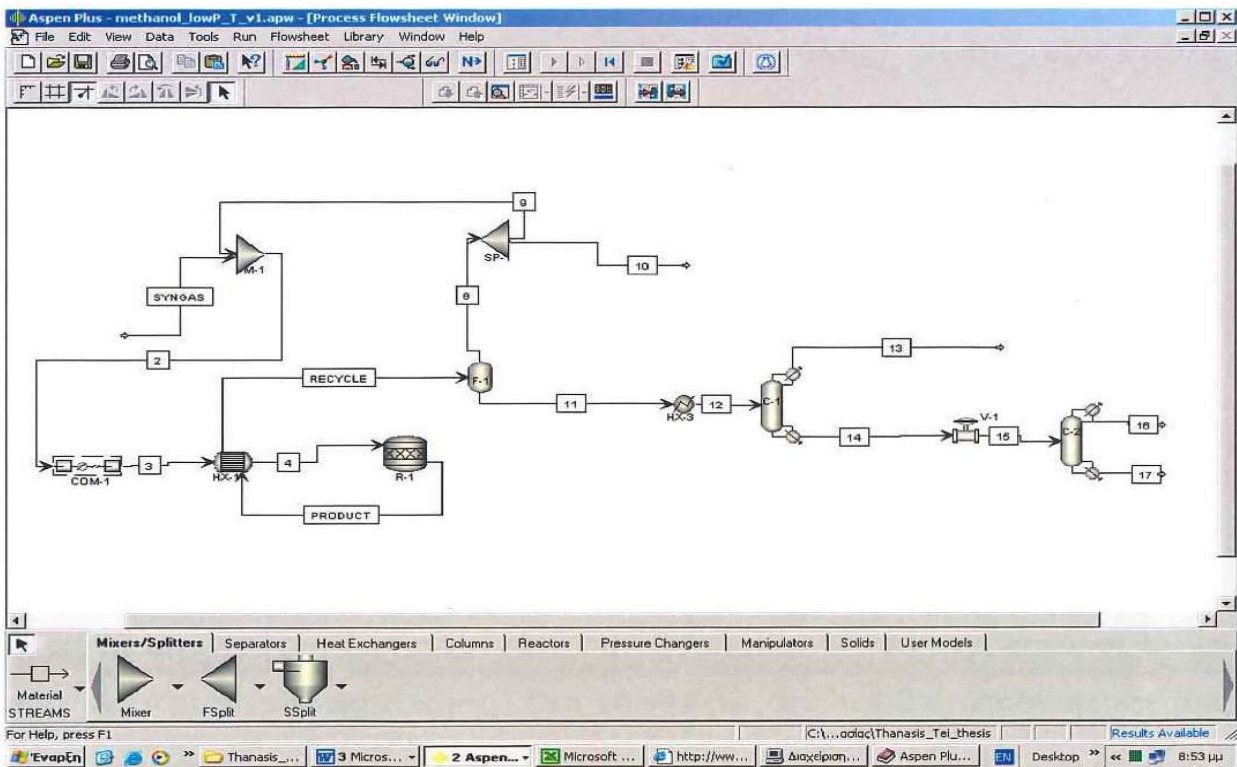 Aspen Plus - methanol_lowP_T_v1.apw - [Process Flowsheet Window]
File Edit View Data Tools Run Flowsheet Library Window Help
N>
9
SP-
M-1
10
SYNGAS
8
2
13
RECYCLE
F-1
C-1
11
HX-3
12
V-1
C-2
16
14
15
3
HX-1
4
R-1
COM-1
17
PRODUCT
Mixers/Splitters | Separators | Heat Exchangers | Columns | Reactors | Pressure Changers | Manipulators | Solids | User Models |
Material
STREAMS Mixer FSplit SSplit
For Help, press F1 C:\...ασίας\Thanasis_Tei_thesis Results Available
Έναρξη » Thanasis_... 3 Micros... 2 Aspen... Microsoft ... http://www... Διαχείριση... Aspen Plu... EN Desktop » « 8:53 μμ